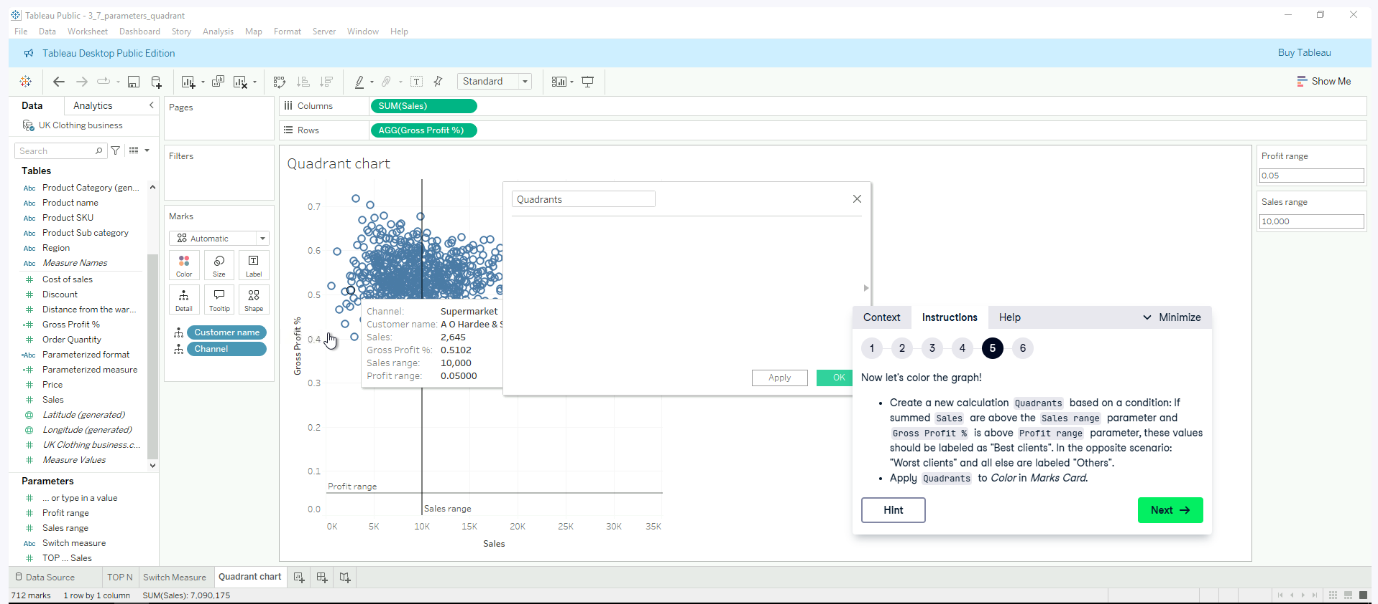 Tableau Public - 3_7_parameters_quadrant
File Data Worksheet Dashboard Story Analysis Map Format Server Window Help
Tableau Desktop Public Edition
Buy Tableau
Standard
Show Me
Data
Analytics
UK Clothing business
Search
Tables
Abc Product Category (gen...
Abc Product name
Abc Product SKU
Abc Product Sub category
Abc Region
Abc Measure Names
# Cost of sales
# Discount
# Distance from the war...
# Gross Profit %
# Order Quantity
Abc Parameterized format
# Parameterized measure
# Price
# Sales
Latitude (generated)
Longitude (generated)
# UK Clothing business.c...
# Measure Values
Parameters
# ... or type in a value
# Profit range
# Sales range
Abc Switch measure
# TOP ... Sales
Pages
Filters
Marks
Automatic
Color
Size
Label
Detail
Tooltip
Shape
Customer name
Channel
Columns
SUM(Sales)
Rows
AGG(Gross Profit %)
Quadrant chart
Gross Profit %
0.7
0.6
0.5
0.4
0.3
0.2
0.1
0.0
Profit range
Sales range
0K 5K 10K 15K 20K 25K 30K 35K
Sales
Channel: Supermarket
Customer name: A O Hardee & S
Sales: 2,645
Gross Profit %: 0.5102
Sales range: 10,000
Profit range: 0.05000
Quadrants
Apply
OK
Profit range
0.05
Sales range
10,000
Context
Instructions
Help
Minimize
1 2 3 4 5 6
Now let's color the graph!
• Create a new calculation Quadrants based on a condition: If
summed Sales are above the Sales range parameter and
Gross Profit % is above Profit range parameter, these values
should be labeled as "Best clients". In the opposite scenario:
"Worst clients" and all else are labeled "Others".
• Apply Quadrants to Color in Marks Card.
Hint
Next →
Data Source
TOP N
Switch Measure
Quadrant chart
712 marks 1 row by 1 column SUM(Sales): 7,090.175